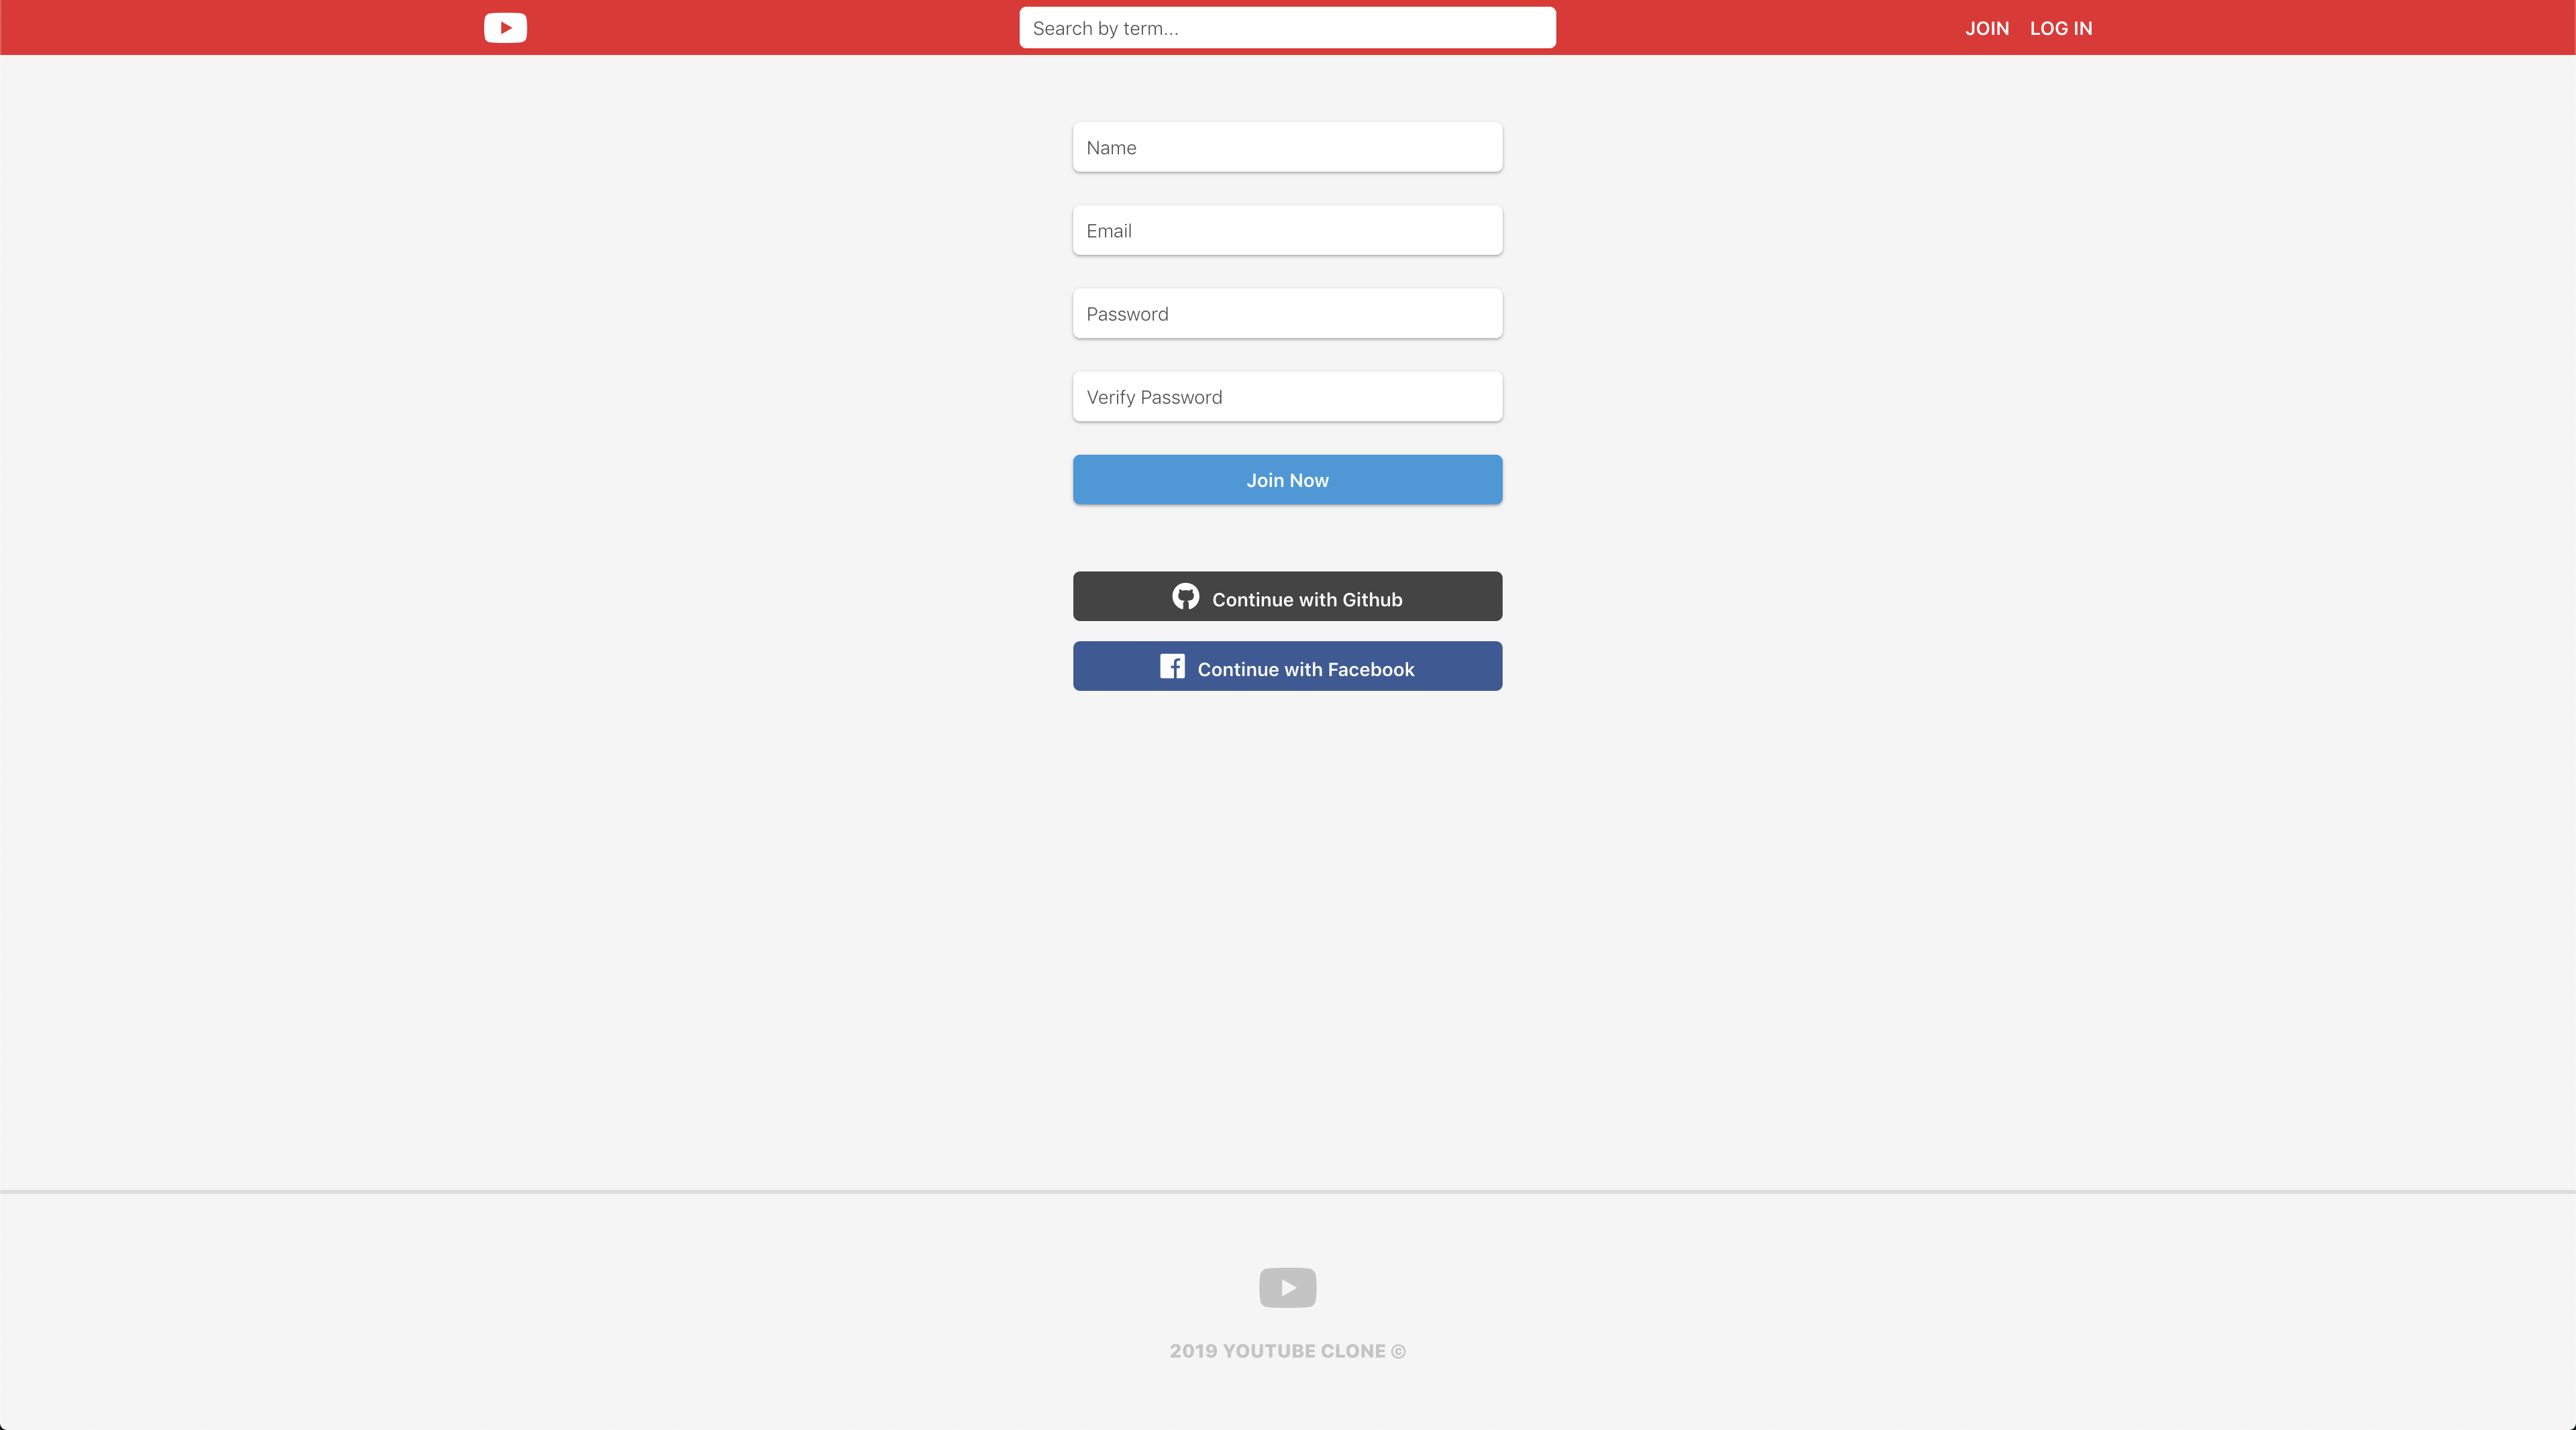 Search by term...
JOIN LOG IN
Name
Email
Password
Verify Password
Join Now
Continue with Github
Continue with Facebook
2019 YOUTUBE CLONE ©